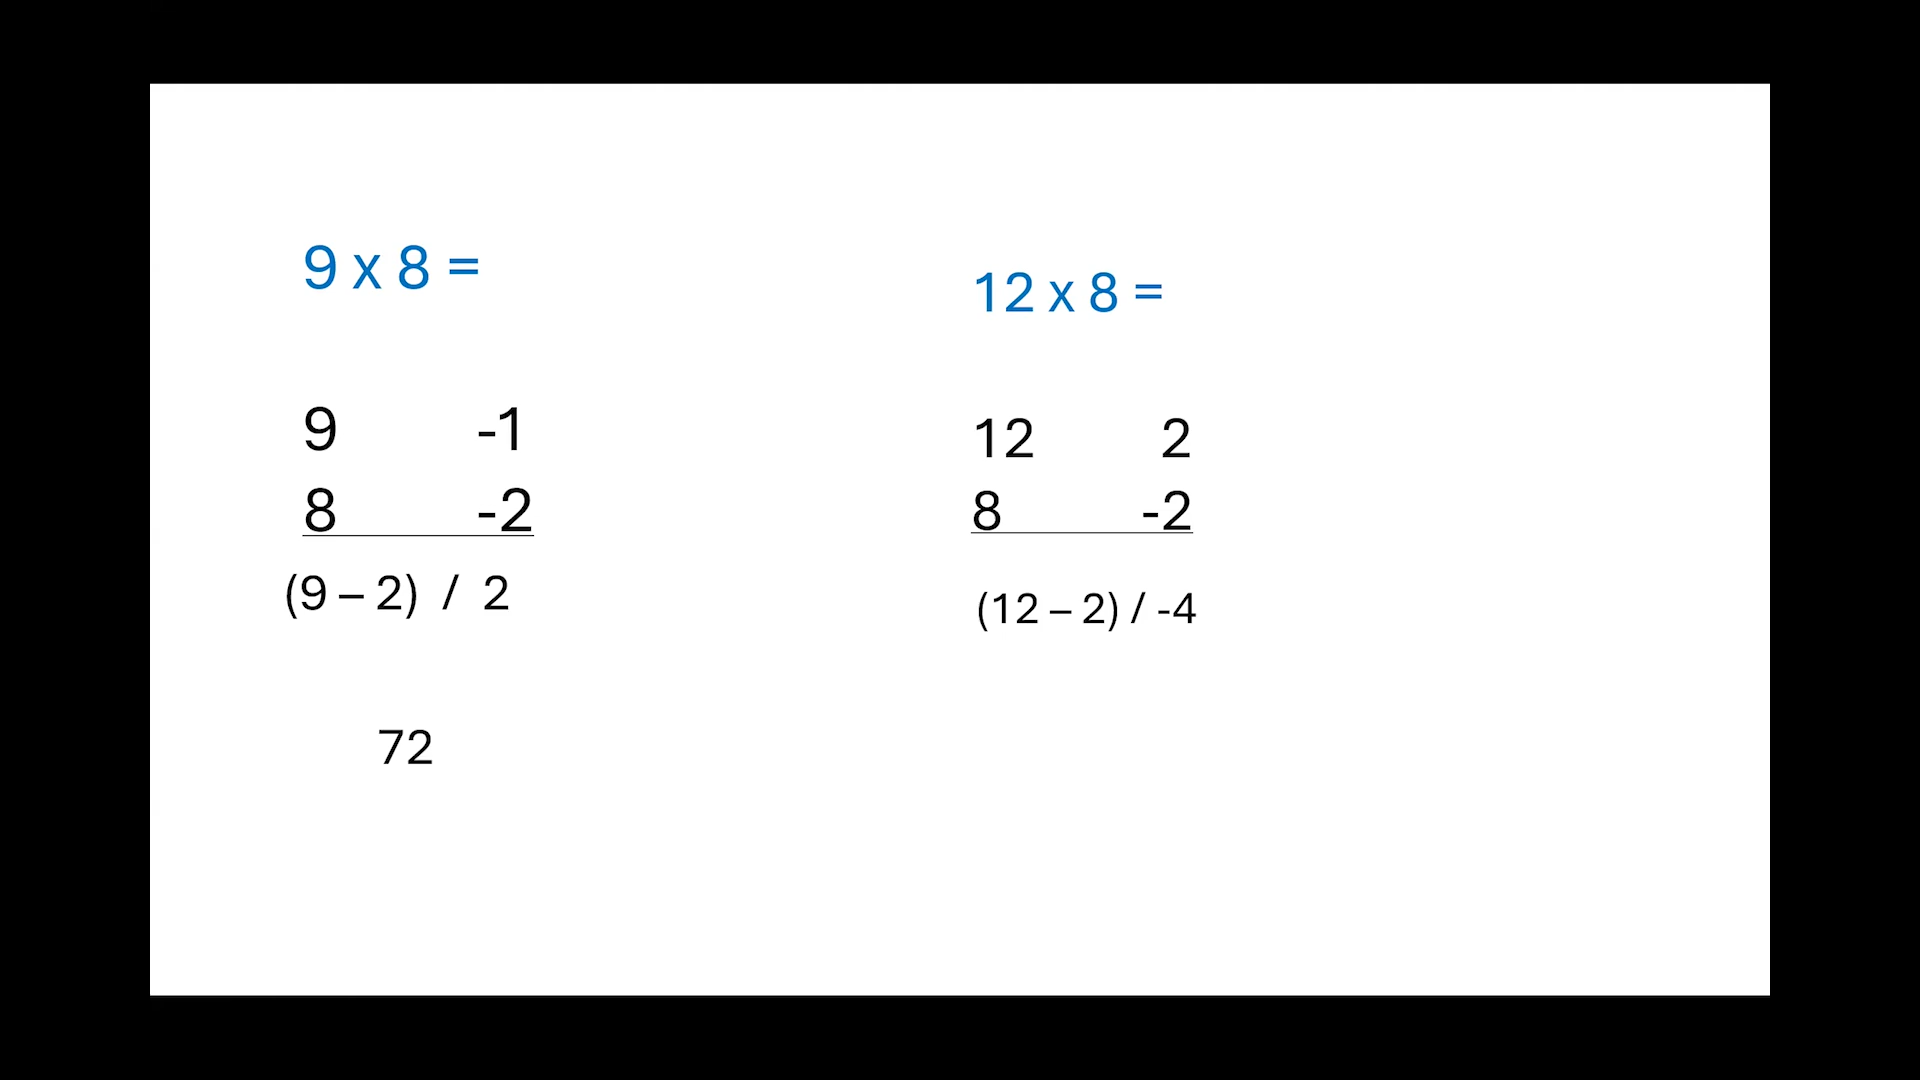 9 x 8 =
9 -1
8 -2
(9 – 2) / 2
72
12 x 8 =
12 2
8 -2
(12 – 2) / -4